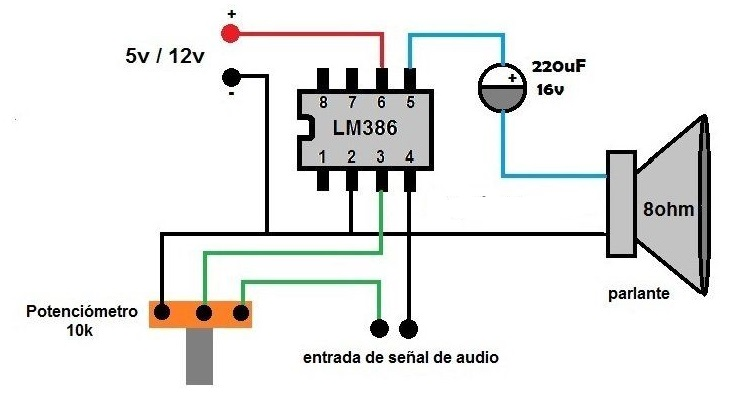 +
5v / 12v
-
8 7 6 5
LM386
1 2 3 4
+
220uF
16v
8ohm
parlante
Potenciómetro
10k
entrada de señal de audio